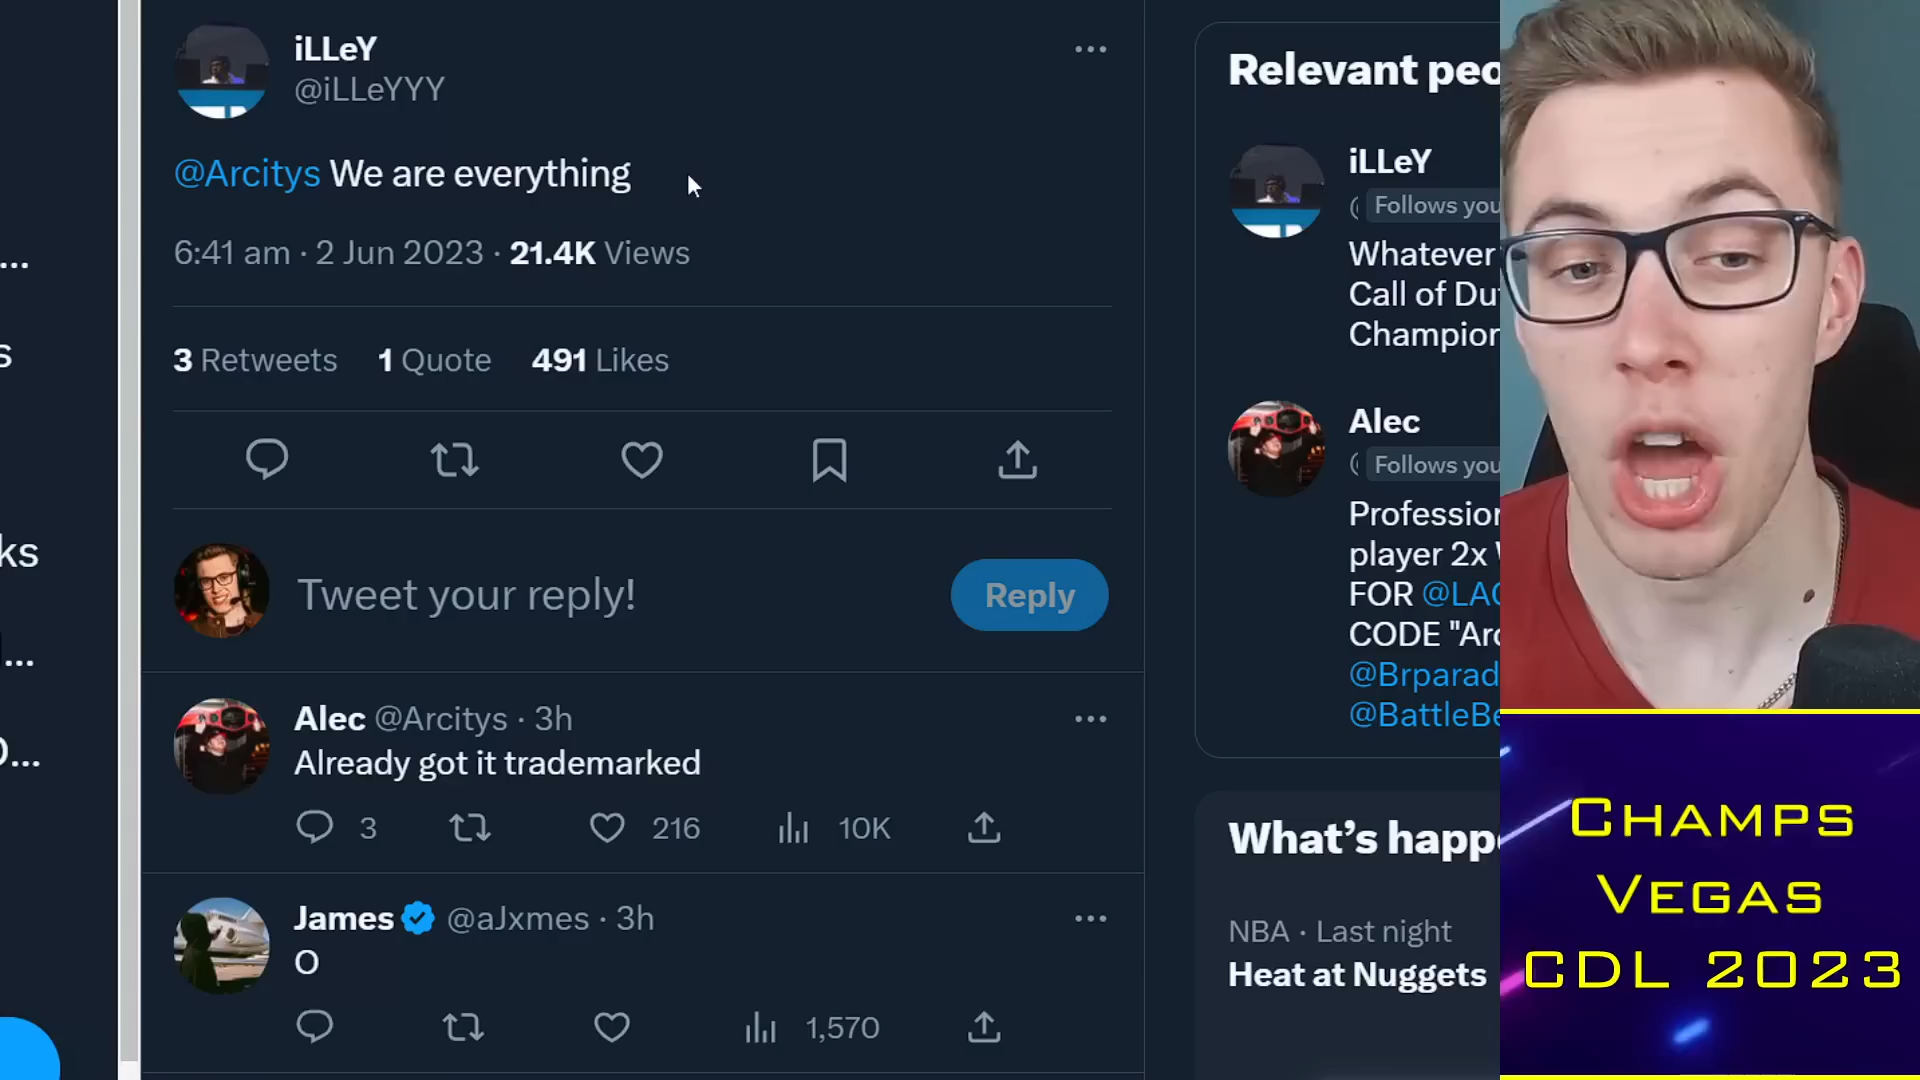 iLLeY
@iLLeYYY
@Arcitys We are everything
6:41 am · 2 Jun 2023 · 21.4K Views
3 Retweets 1 Quote 491 Likes
Tweet your reply!
Reply
Alec @Arcitys · 3h
Already got it trademarked
3 216 10K
James @aJxmes · 3h
O
1,570
Relevant peo
iLLeY
Follows you
Whatever
Call of Du
Champion
Alec
Follows you
Profession
player 2x
FOR @LAG
CODE "Arc
@Brparad
@BattleBe
What's happ
NBA · Last night
Heat at Nuggets
CHAMPS
VEGAS
CDL 2023